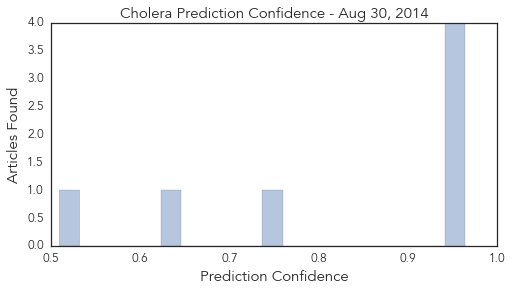 Cholera Prediction Confidence - Aug 30, 2014
4.0
3.5
3.0
2.5
2.0
1.5
1.0
0.5
0.0
Articles Found
0.5 0.6 0.7 0.8 0.9 1.0
Prediction Confidence